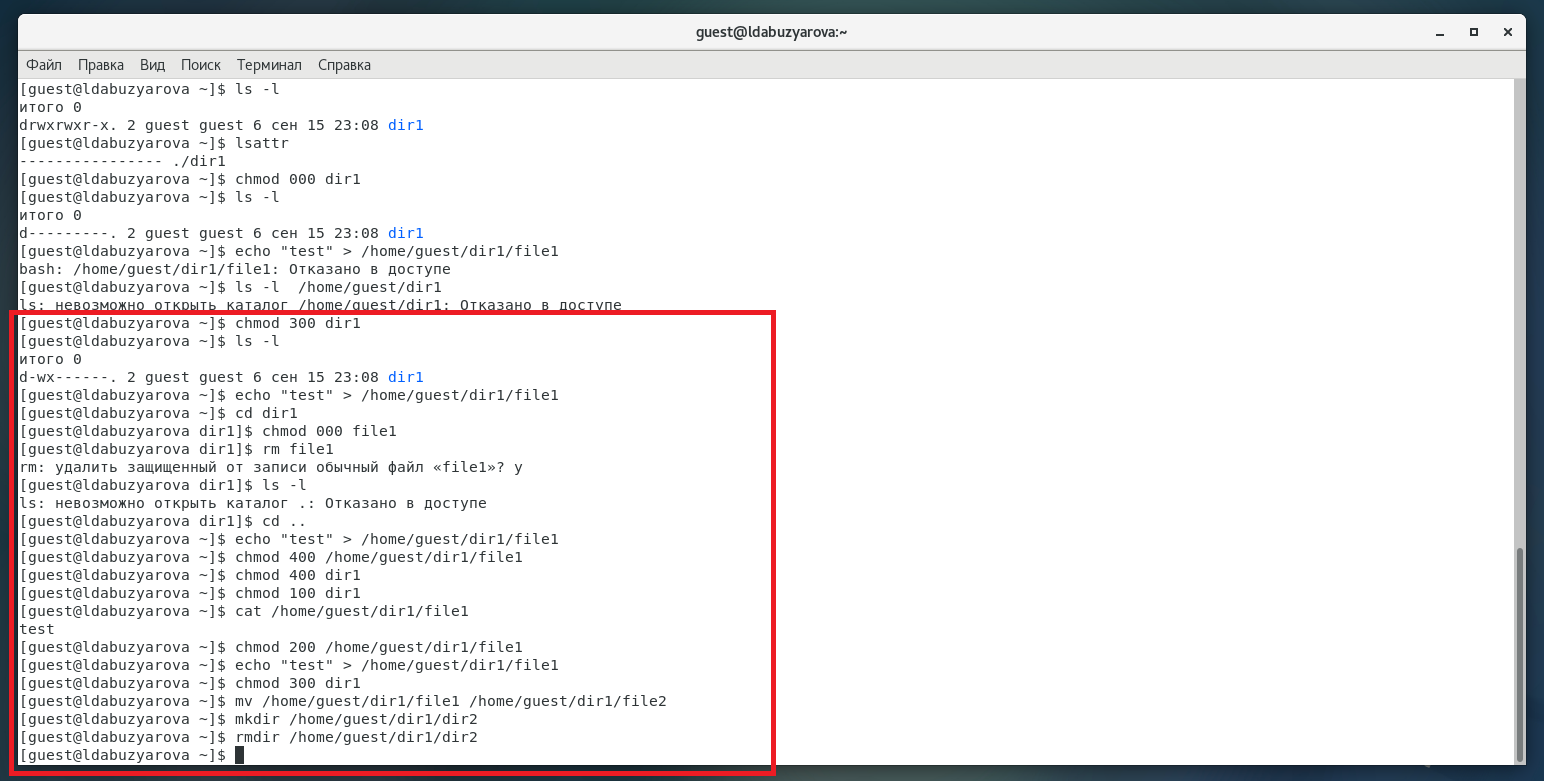 guest@ldabuzyarova:~
Файл Правка Вид Поиск Терминал Справка
[guest@ldabuzyarova ~]$ ls -l
итого 0
drwxrwxr-x. 2 guest guest 6 сен 15 23:08 dir1
[guest@ldabuzyarova ~]$ lsattr
---------------- ./dir1
[guest@ldabuzyarova ~]$ chmod 000 dir1
[guest@ldabuzyarova ~]$ ls -l
итого 0
d---------. 2 guest guest 6 сен 15 23:08 dir1
[guest@ldabuzyarova ~]$ echo "test" > /home/guest/dir1/file1
bash: /home/guest/dir1/file1: Отказано в доступе
[guest@ldabuzyarova ~]$ ls -l  /home/guest/dir1
ls: невозможно открыть каталог /home/guest/dir1: Отказано в доступе
[guest@ldabuzyarova ~]$ chmod 300 dir1
[guest@ldabuzyarova ~]$ ls -l
итого 0
d-wx------. 2 guest guest 6 сен 15 23:08 dir1
[guest@ldabuzyarova ~]$ echo "test" > /home/guest/dir1/file1
[guest@ldabuzyarova ~]$ cd dir1
[guest@ldabuzyarova dir1]$ chmod 000 file1
[guest@ldabuzyarova dir1]$ rm file1
rm: удалить защищенный от записи обычный файл «file1»? y
[guest@ldabuzyarova dir1]$ ls -l
ls: невозможно открыть каталог .: Отказано в доступе
[guest@ldabuzyarova dir1]$ cd ..
[guest@ldabuzyarova ~]$ echo "test" > /home/guest/dir1/file1
[guest@ldabuzyarova ~]$ chmod 400 /home/guest/dir1/file1
[guest@ldabuzyarova ~]$ chmod 400 dir1
[guest@ldabuzyarova ~]$ chmod 100 dir1
[guest@ldabuzyarova ~]$ cat /home/guest/dir1/file1
test
[guest@ldabuzyarova ~]$ chmod 200 /home/guest/dir1/file1
[guest@ldabuzyarova ~]$ echo "test" > /home/guest/dir1/file1
[guest@ldabuzyarova ~]$ chmod 300 dir1
[guest@ldabuzyarova ~]$ mv /home/guest/dir1/file1 /home/guest/dir1/file2
[guest@ldabuzyarova ~]$ mkdir /home/guest/dir1/dir2
[guest@ldabuzyarova ~]$ rmdir /home/guest/dir1/dir2
[guest@ldabuzyarova ~]$